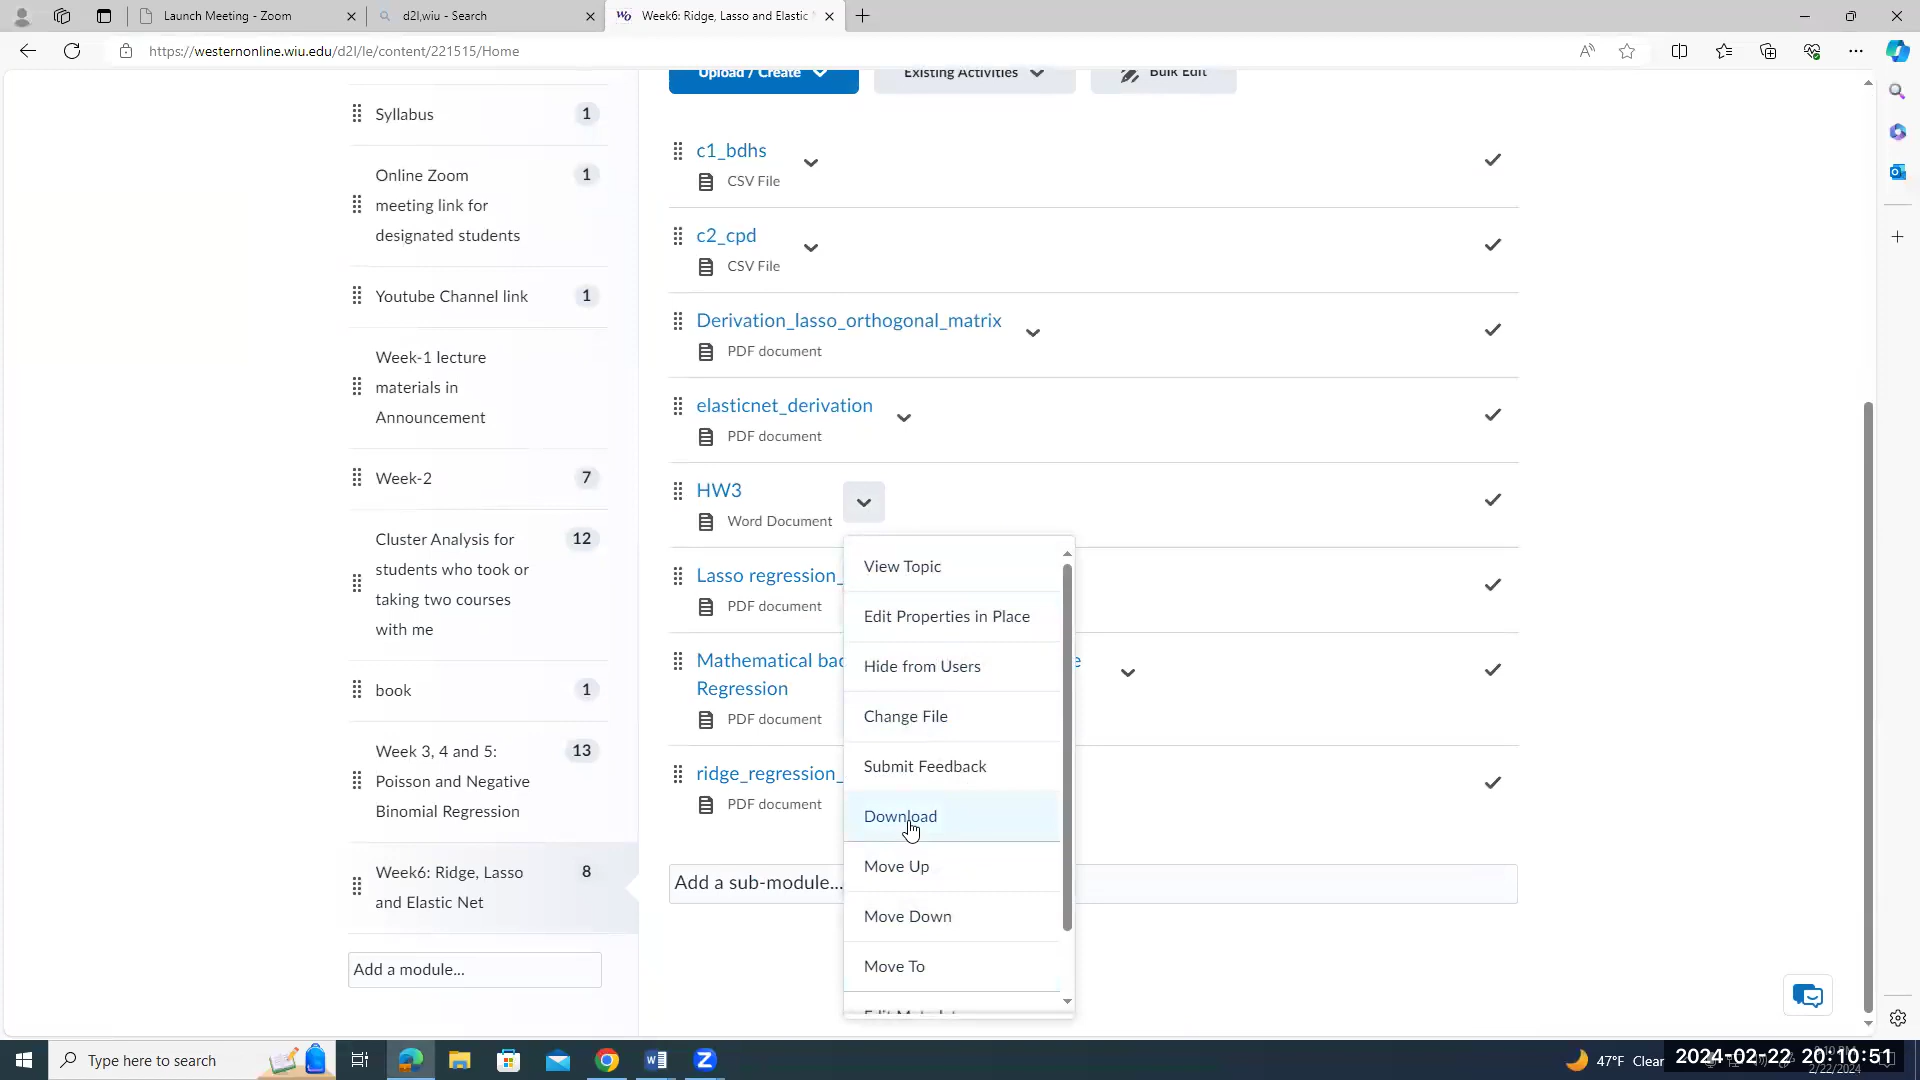 Launch Meeting - Zoom
d2l,wiu - Search
Week6: Ridge, Lasso and Elastic
https://westernonline.wiu.edu/d2l/le/content/221515/Home
Upload / Create
Existing Activities
Bulk Edit
Syllabus
1
Online Zoom
meeting link for
designated students
1
Youtube Channel link
1
Week-1 lecture
materials in
Announcement
Week-2
7
Cluster Analysis for
students who took or
taking two courses
with me
12
book
1
Week 3, 4 and 5:
Poisson and Negative
Binomial Regression
13
Week6: Ridge, Lasso
and Elastic Net
8
Add a module...
c1_bdhs
CSV File
c2_cpd
CSV File
Derivation_lasso_orthogonal_matrix
PDF document
elasticnet_derivation
PDF document
HW3
Word Document
Lasso regression_
PDF document
Mathematical
Regression
PDF document
ridge_regression_
PDF document
Add a sub-module...
View Topic
Edit Properties in Place
Hide from Users
Change File
Submit Feedback
Download
Move Up
Move Down
Move To
Type here to search
47°F Clear
2024-02-22 20:10:51
2/22/2024